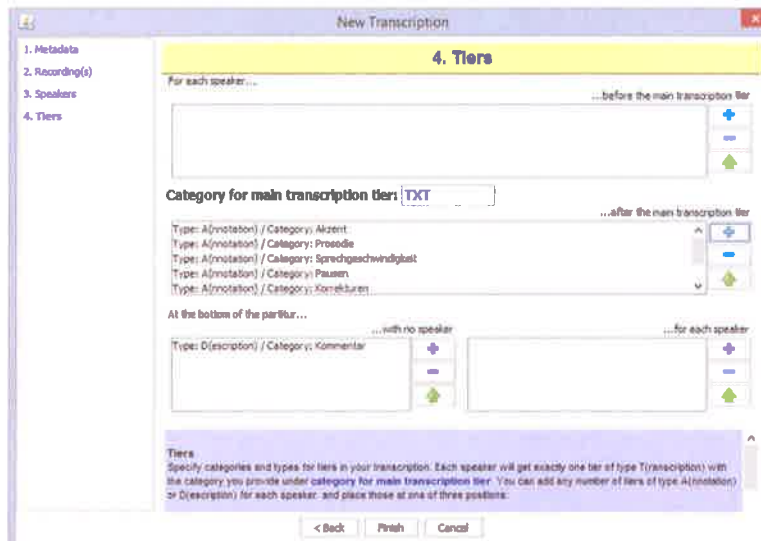 New Transcription
1. Metadata
2. Recording(s)
3. Speakers
4. Tiers
4. Tiers
For each speaker...
...before the main transcription tier
Category for main transcription tier: TXT
...after the main transcription tier
Type: A(nnotation) / Category: Akzent
Type: A(nnotation) / Category: Prosodie
Type: A(nnotation) / Category: Sprechgeschwindigkeit
Type: A(nnotation) / Category: Pausen
Type: A(nnotation) / Category: Korrekturen
At the bottom of the partitur...
...with no speaker
...for each speaker
Type: D(escription) / Category: Kommentar
Tiers
Specify categories and types for tiers in your transcription. Each speaker will get exactly one tier of type T(ranscription) with
the category you provide under category for main transcription tier. You can add any number of tiers of type A(nnotation)
or D(escription) for each speaker, and place those at one of three positions:
< Back
Finish
Cancel